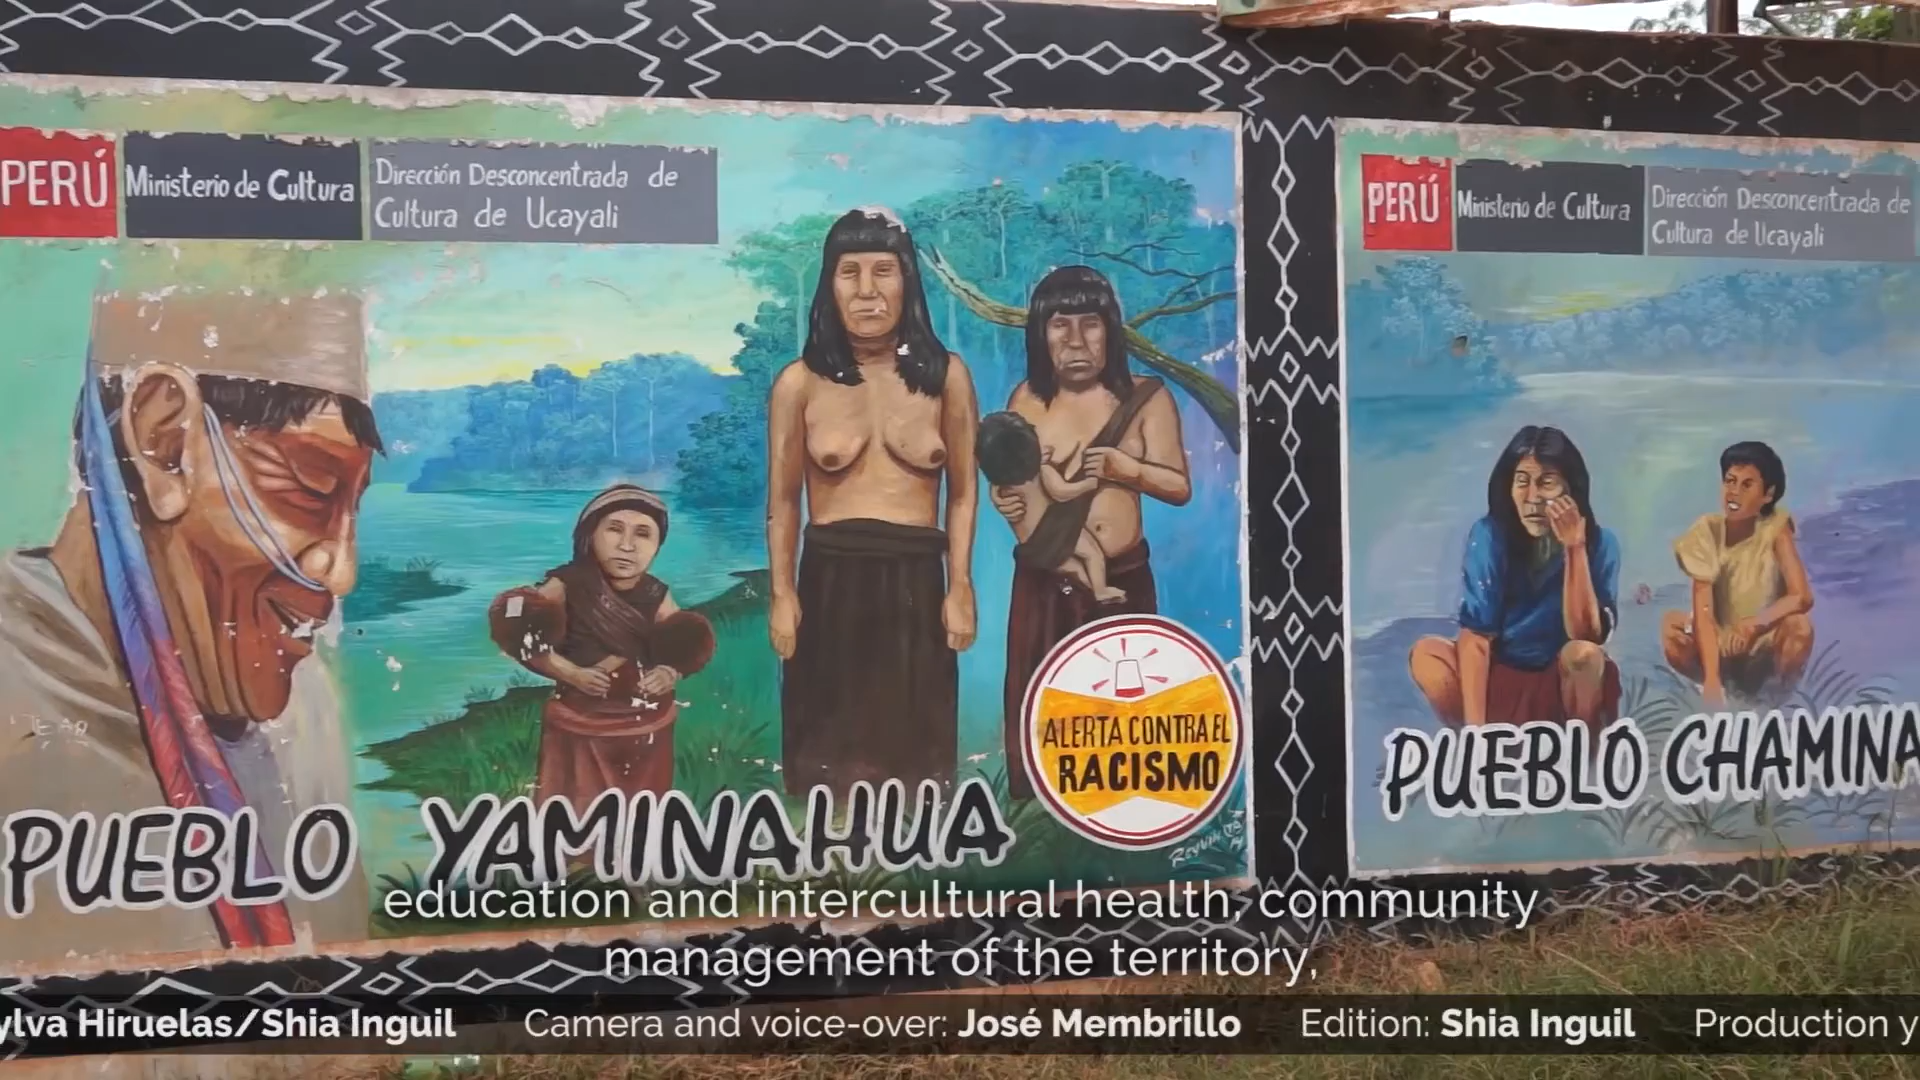 PERÚ
Ministerio de Cultura
Dirección Desconcentrada de
Cultura de Ucayali
PERÚ
Ministerio de Cultura
Dirección Desconcentrada de
Cultura de Ucayali
ALERTA CONTRA EL
RACISMO
PUEBLO YAMINAHUA
PUEBLO CHAMINA
education and intercultural health, community
management of the territory,
ylva Hiruelas/Shia Inguil Camera and voice-over: José Membrillo Edition: Shia Inguil Production y